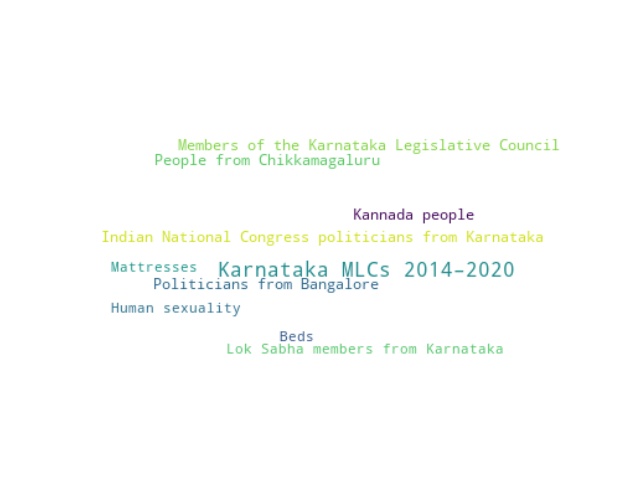 Members of the Karnataka Legislative Council
People from Chikkamagaluru
Kannada people
Indian National Congress politicians from Karnataka
Mattresses
Karnataka MLCs 2014–2020
Politicians from Bangalore
Human sexuality
Beds
Lok Sabha members from Karnataka